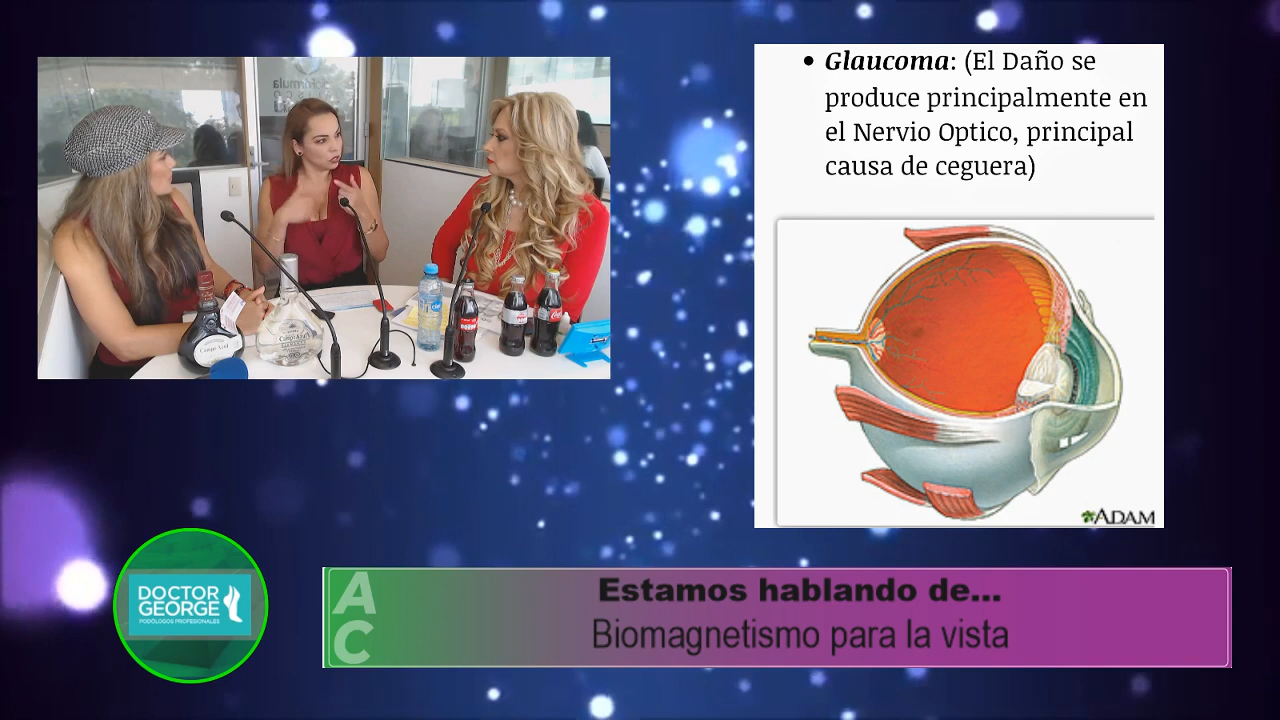 fórmula
• Glaucoma: (El Daño se
produce principalmente en
el Nervio Optico, principal
causa de ceguera)
ADAM
DOCTOR
GEORGE
PODÓLOGOS PROFESIONALES
A
C
Estamos hablando de...
Biomagnetismo para la vista